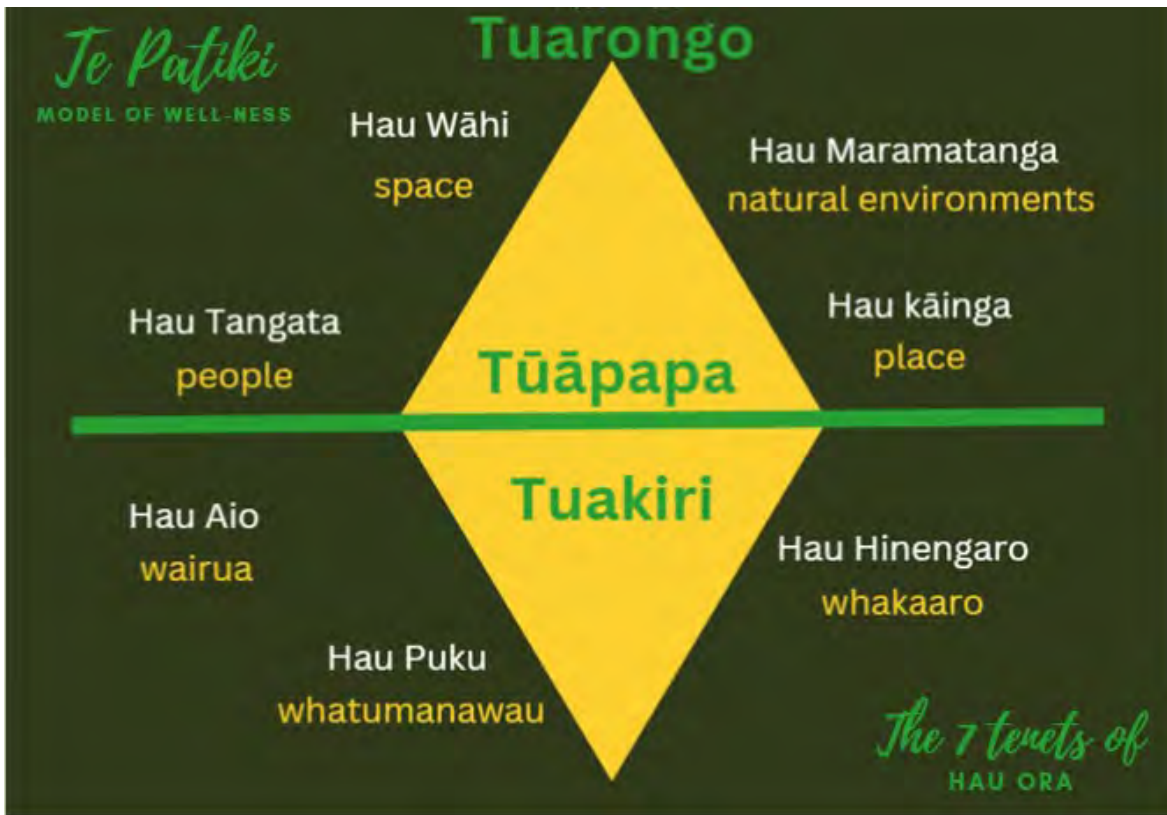 Te Patiki
MODEL OF WELL-NESS
Tuarongo
Hau Wāhi
space
Hau Maramatanga
natural environments
Hau Tangata
people
Hau kāinga
place
Tūāpapa
Tuakiri
Hau Aio
wairua
Hau Hinengaro
whakaaro
Hau Puku
whatumanawau
The 7 tenets of
HAU ORA